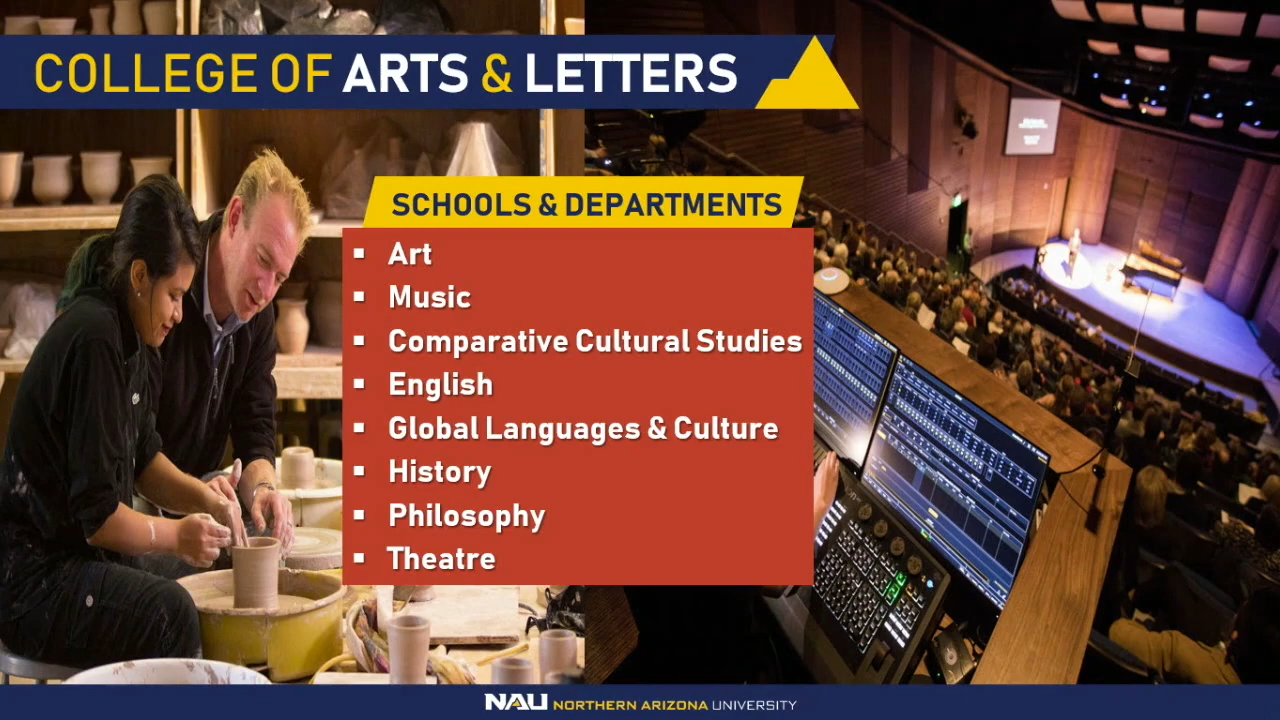 COLLEGE OF ARTS & LETTERS
SCHOOLS & DEPARTMENTS
▪ Art
▪ Music
▪ Comparative Cultural Studies
▪ English
▪ Global Languages & Culture
▪ History
▪ Philosophy
▪ Theatre
NAU NORTHERN ARIZONA UNIVERSITY